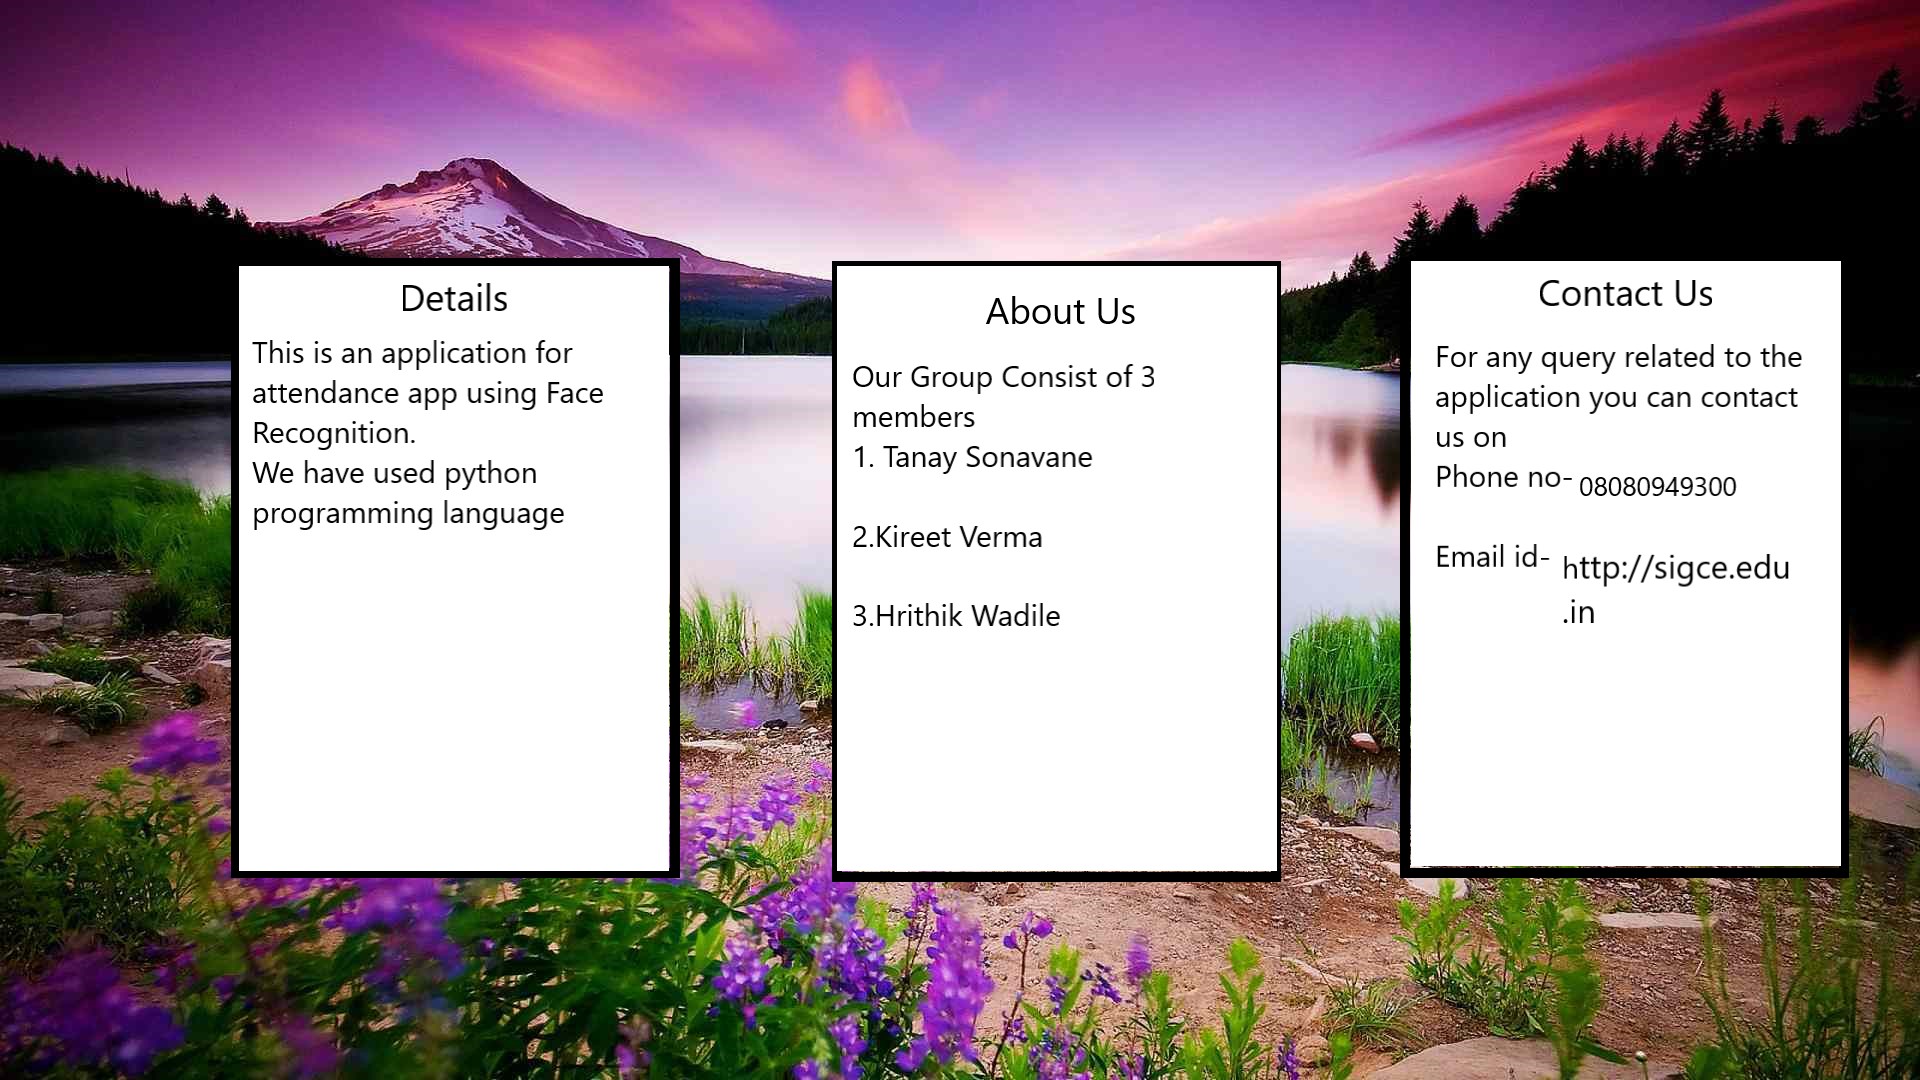 Details
This is an application for
attendance app using Face
Recognition.
We have used python
programming language
About Us
Our Group Consist of 3
members
1. Tanay Sonavane
2.Kireet Verma
3.Hrithik Wadile
Contact Us
For any query related to the
application you can contact
us on
Phone no- 08080949300
Email id- http://sigce.edu
.in